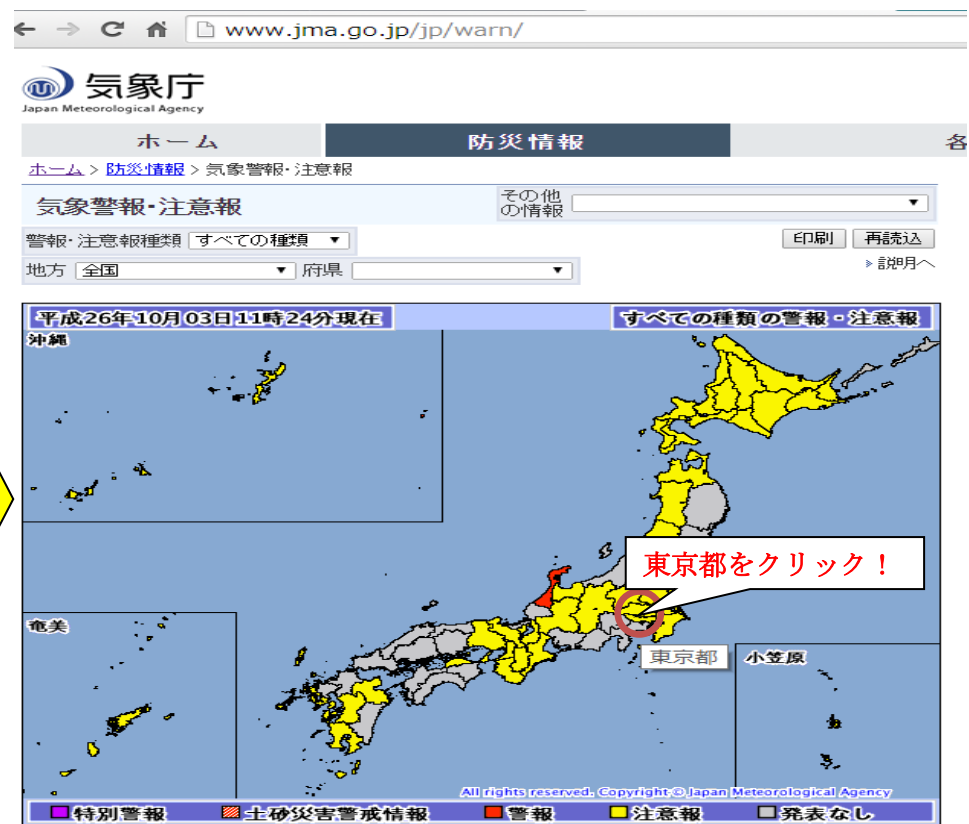 www.jma.go.jp/jp/warn/
気象庁
Japan Meteorological Agency
ホーム 防災情報 各
ホーム > 防災情報 > 気象警報・注意報
気象警報・注意報 その他の情報
警報・注意報種類 すべての種類 印刷 再読込
地方 全国 府県 説明へ
平成26年10月03日11時24分現在 すべての種類の警報・注意報
沖縄
東京都をクリック!
奄美
東京都 小笠原
All rights reserved. Copyright © Japan Meteorological Agency
特別警報 土砂災害警戒情報 警報 注意報 発表なし